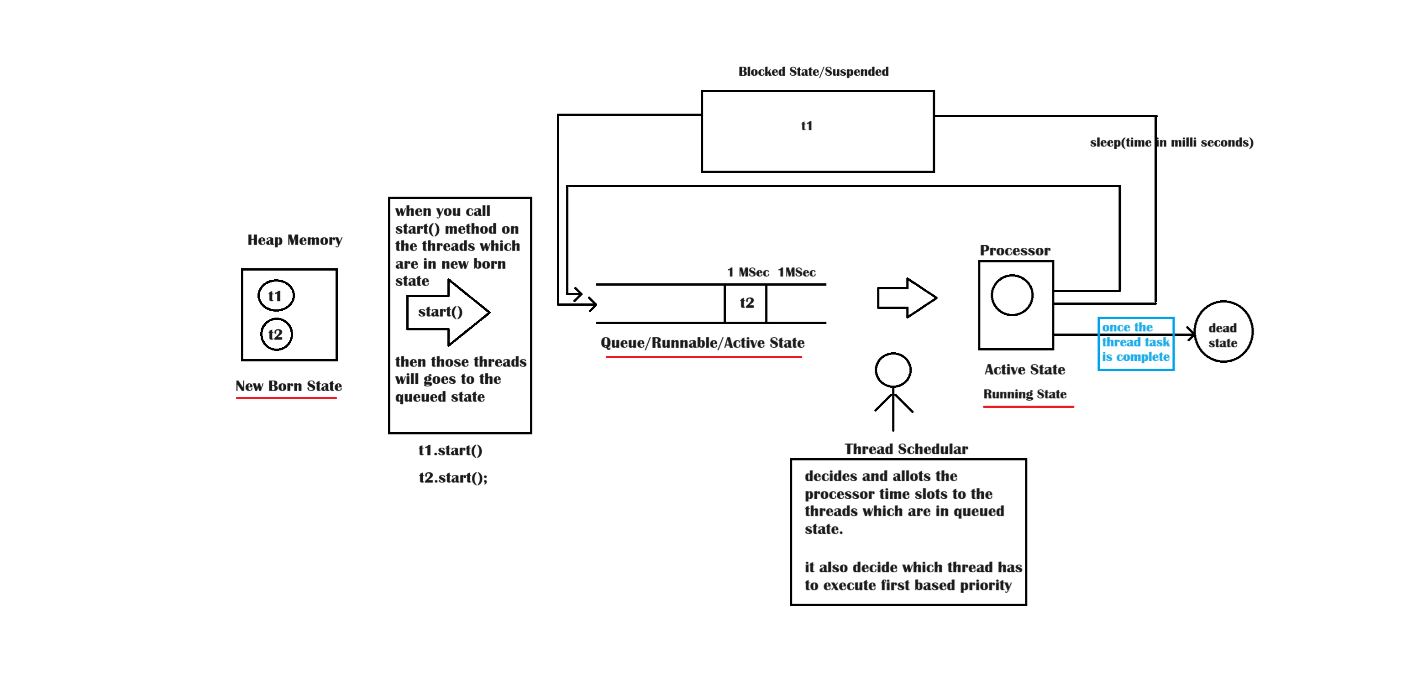 Blocked State/Suspended
t1
sleep(time in milli seconds)
when you call
start() method on
the threads which
are in new born
state
start()
then those threads
will goes to the
queued state
t1.start()
t2.start();
Heap Memory
t1
t2
New Born State
1 MSec 1MSec
t2
Queue/Runnable/Active State
Processor
Active State
Running State
once the
thread task
is complete
dead
state
Thread Schedular
decides and allots the
processor time slots to the
threads which are in queued
state.
it also decide which thread has
to execute first based priority